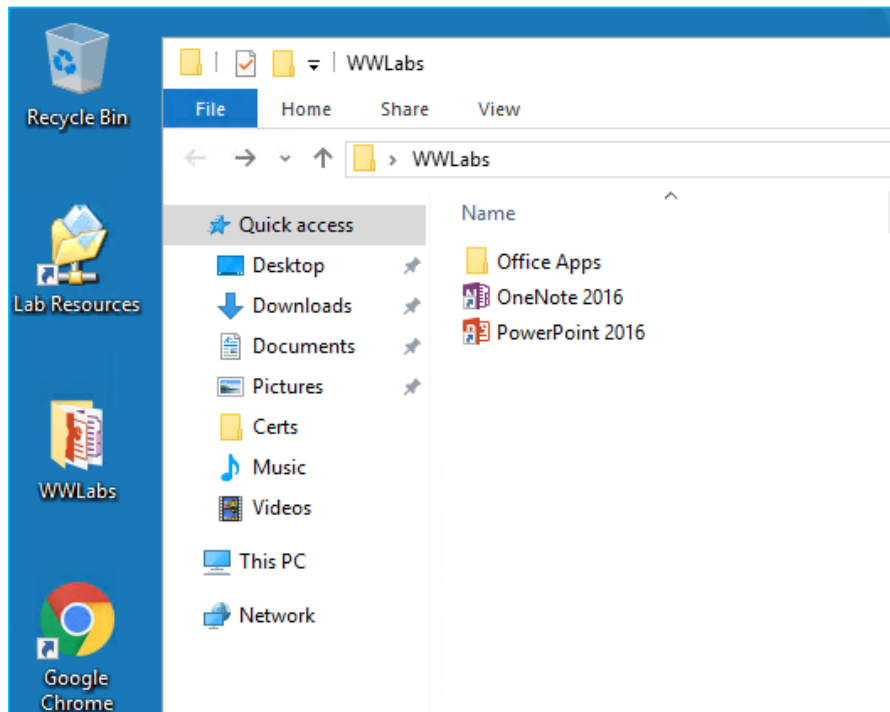 Recycle Bin
Lab Resources
WWLabs
Google
Chrome
WWLabs
File Home Share View
WWLabs
Quick access
Desktop
Downloads
Documents
Pictures
Certs
Music
Videos
This PC
Network
Name
Office Apps
OneNote 2016
PowerPoint 2016